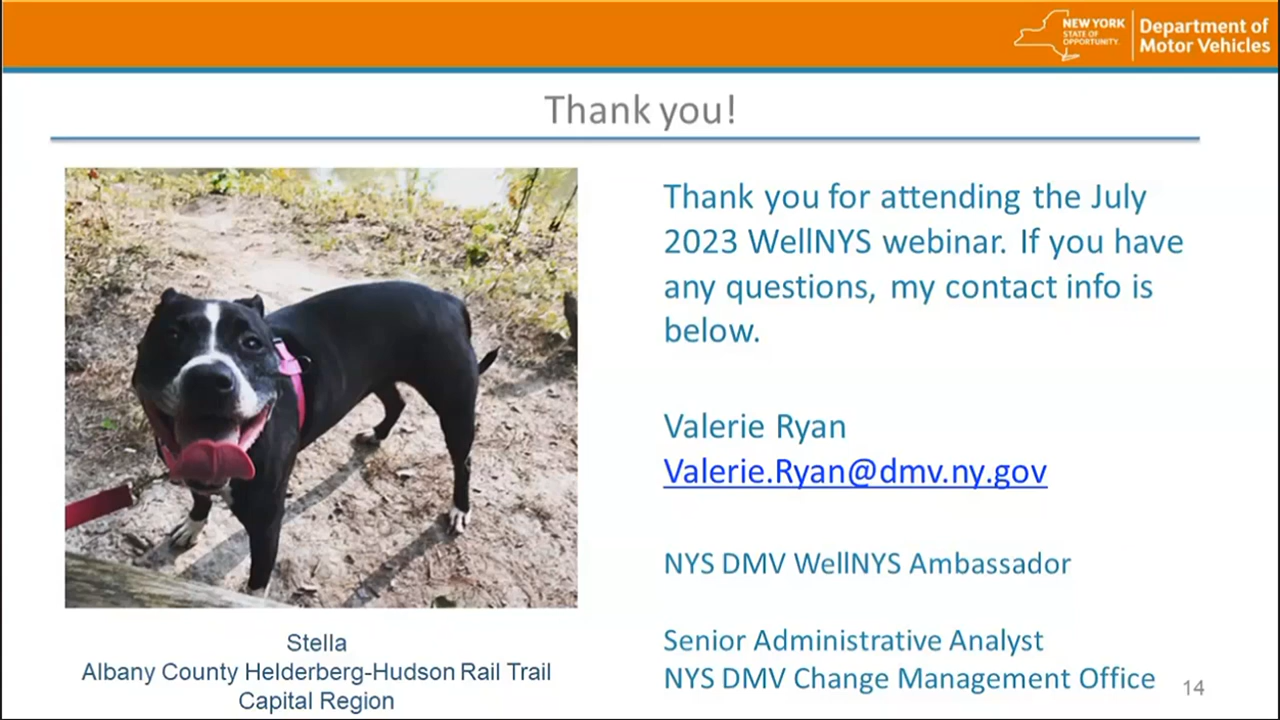 NEW YORK
STATE OF
OPPORTUNITY.
Department of
Motor Vehicles
Thank you!
Thank you for attending the July
2023 WellNYS webinar. If you have
any questions, my contact info is
below.
Valerie Ryan
Valerie.Ryan@dmv.ny.gov
NYS DMV WellNYS Ambassador
Senior Administrative Analyst
NYS DMV Change Management Office
Stella
Albany County Helderberg-Hudson Rail Trail
Capital Region
14